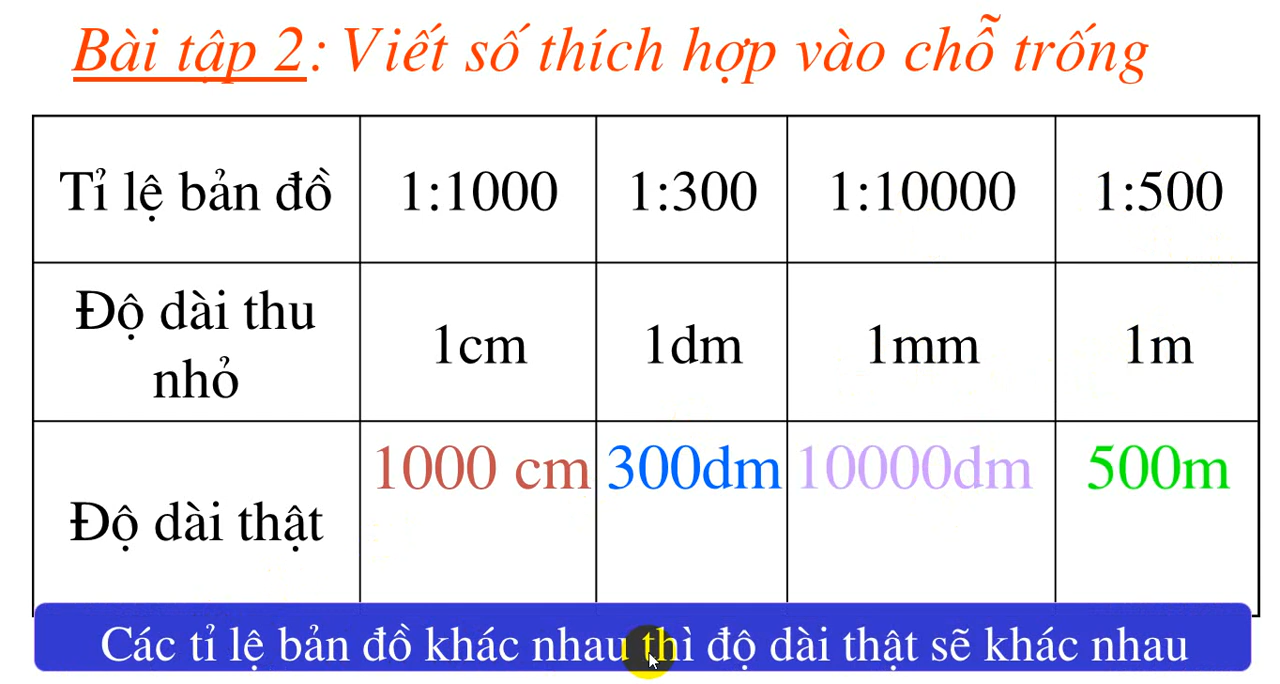 Bài tập 2: Viết số thích hợp vào chỗ trống
Tỉ lệ bản đồ 1:1000 1:300 1:10000 1:500
Độ dài thu
nhỏ 1cm 1dm 1mm 1m
Độ dài thật 1000 cm 300dm 10000dm 500m
Các tỉ lệ bản đồ khác nhau thì độ dài thật sẽ khác nhau